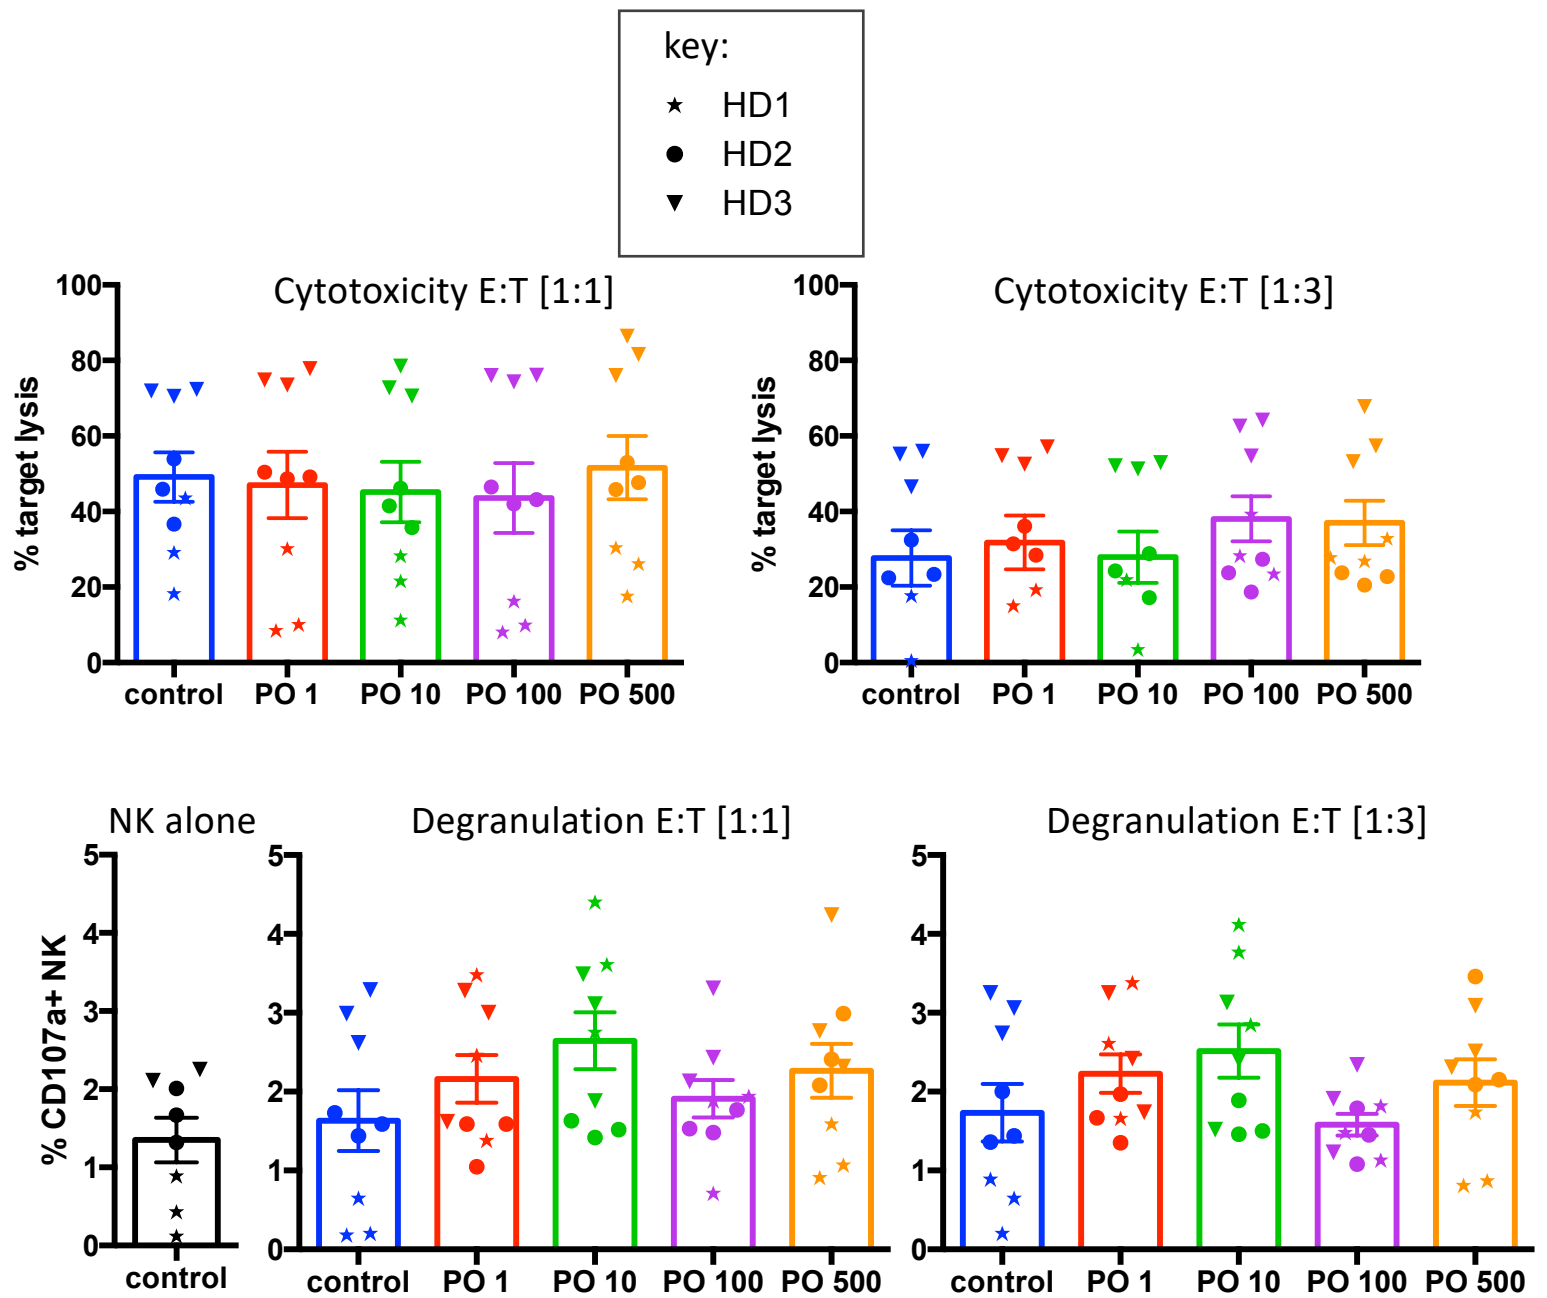 key:
HD1
HD2
HD3
Cytotoxicity E:T [1:1]
% target lysis
100
80
60
40
20
0
control PO 1 PO 10 PO 100 PO 500
Cytotoxicity E:T [1:3]
% target lysis
100
80
60
40
20
0
control PO 1 PO 10 PO 100 PO 500
NK alone
% CD107a+ NK
5
4
3
2
1
0
control
Degranulation E:T [1:1]
5
4
3
2
1
0
control PO 1 PO 10 PO 100 PO 500
Degranulation E:T [1:3]
5
4
3
2
1
0
control PO 1 PO 10 PO 100 PO 500